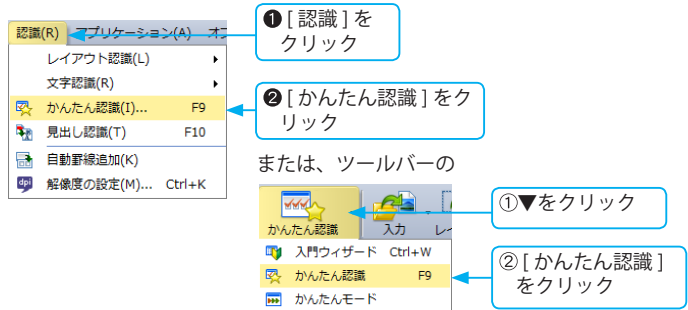 認識(R) アプリケーション(A) オプ
レイアウト認識(L)
文字認識(R)
かんたん認識(I)... F9
見出し認識(T) F10
自動罫線追加(K)
dpi 解像度の設定(M)... Ctrl+K
❶ [ 認識 ] を
クリック
❷ [ かんたん認識 ] をク
リック
または、ツールバーの
かんたん認識 入力 レイ
入門ウィザード Ctrl+W
かんたん認識 F9
かんたんモード
①▼をクリック
② [ かんたん認識 ]
をクリック